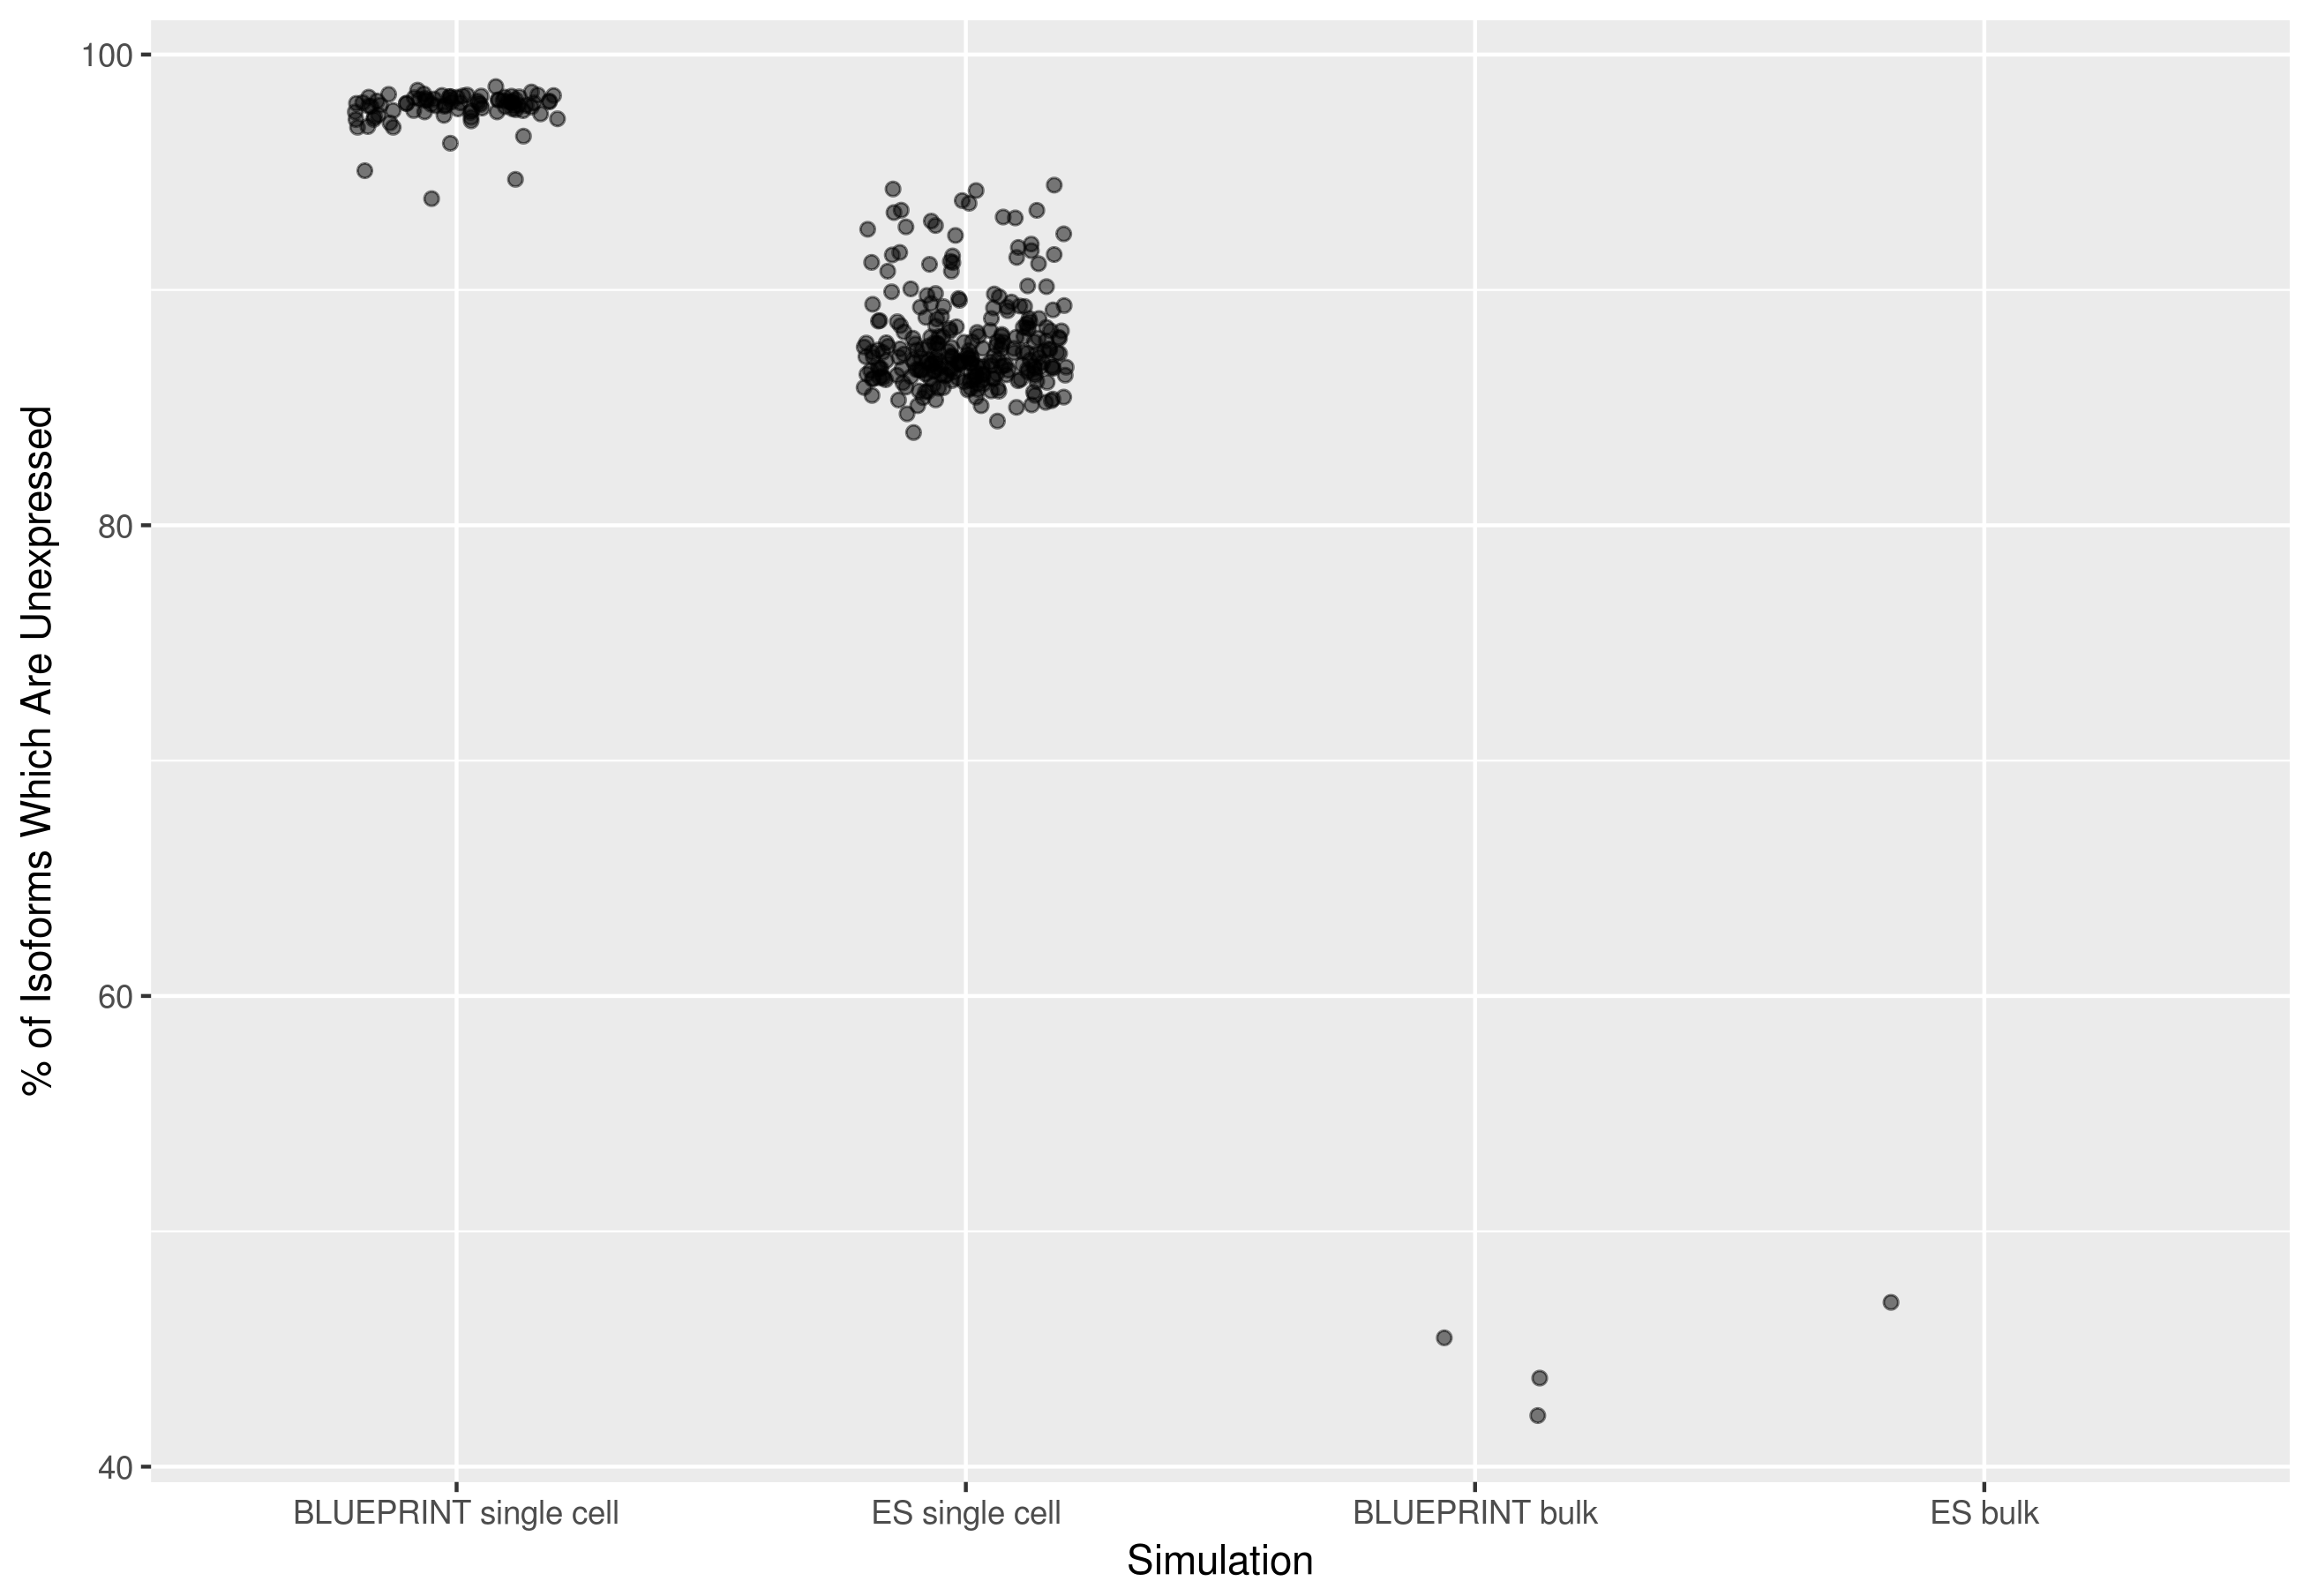 % of Isoforms Which Are Unexpressed
100
80
60
40
BLUEPRINT single cell
ES single cell
BLUEPRINT bulk
ES bulk
Simulation